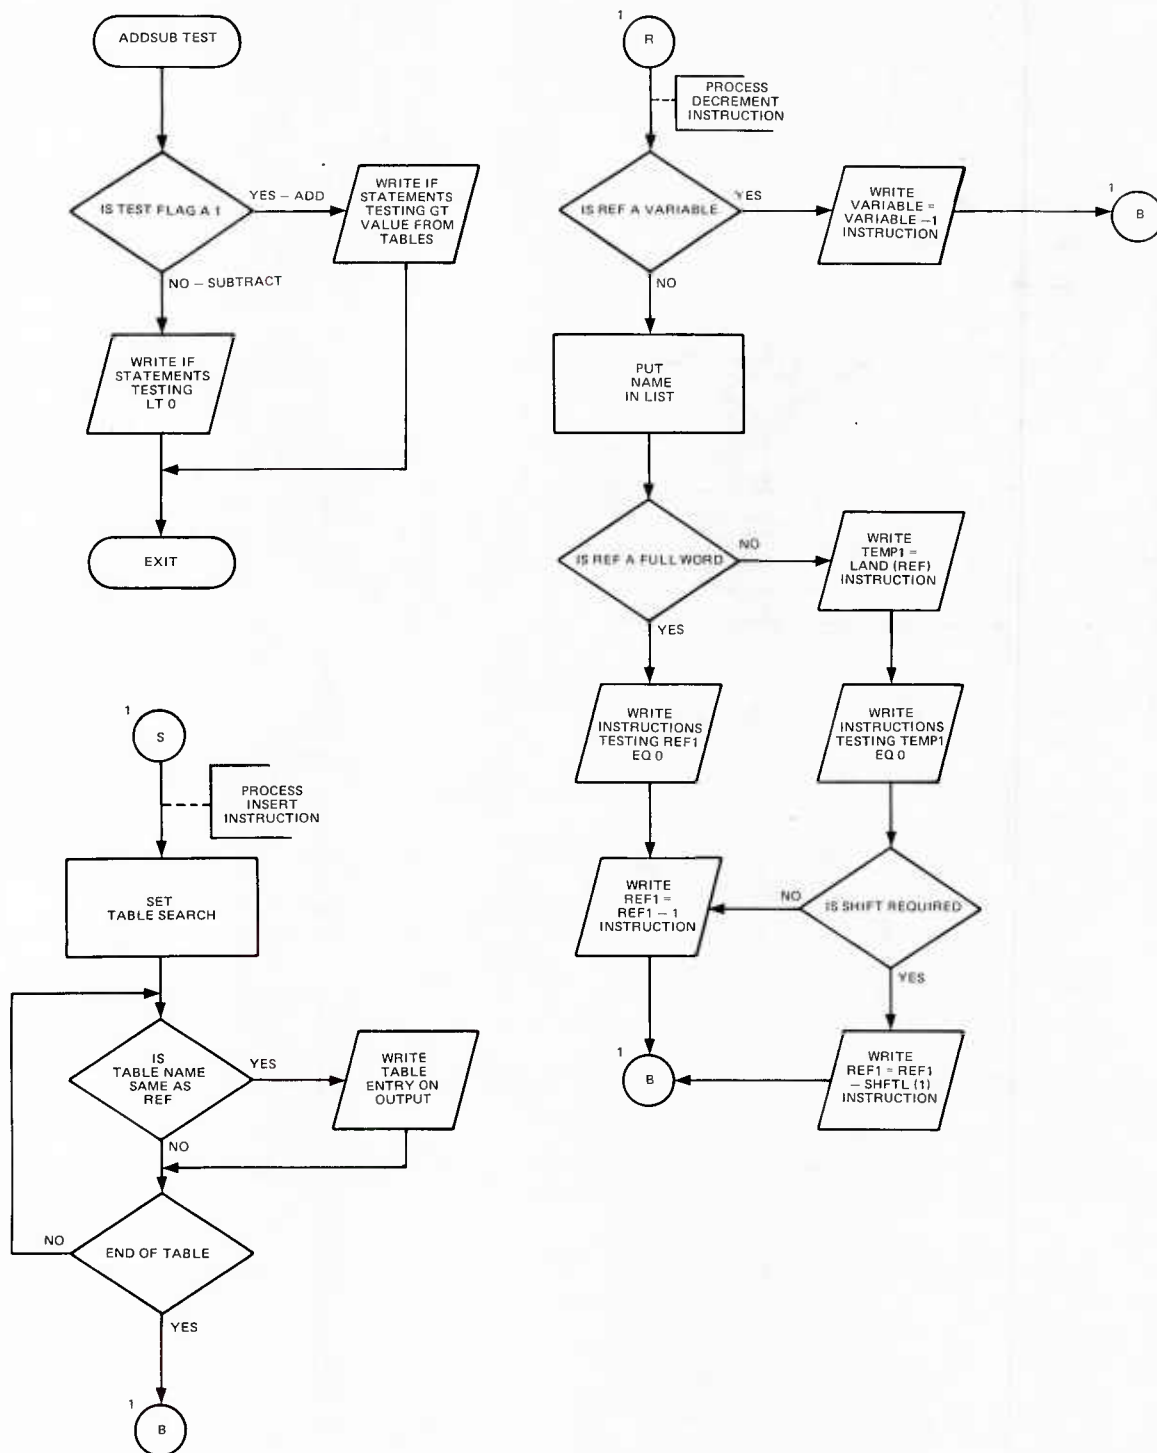 ADDSUB TEST
IS TEST FLAG A 1
YES – ADD
WRITE IF
STATEMENTS
TESTING GT
VALUE FROM
TABLES
NO – SUBTRACT
WRITE IF
STATEMENTS
TESTING
LT 0
EXIT
1
S
PROCESS
INSERT
INSTRUCTION
SET
TABLE SEARCH
IS
TABLE NAME
SAME AS
REF
YES
WRITE
TABLE
ENTRY ON
OUTPUT
NO
END OF TABLE
NO
YES
1
B
1
R
PROCESS
DECREMENT
INSTRUCTION
IS REF A VARIABLE
YES
WRITE
VARIABLE =
VARIABLE –1
INSTRUCTION
1
B
NO
PUT
NAME
IN LIST
IS REF A FULL WORD
NO
WRITE
TEMP1 =
LAND (REF)
INSTRUCTION
YES
WRITE
INSTRUCTIONS
TESTING REF1
EQ 0
WRITE
INSTRUCTIONS
TESTING TEMP1
EQ 0
WRITE
REF1 =
REF1 – 1
INSTRUCTION
NO
IS SHIFT REQUIRED
YES
1
B
WRITE
REF1 = REF1
– SHFTL (1)
INSTRUCTION